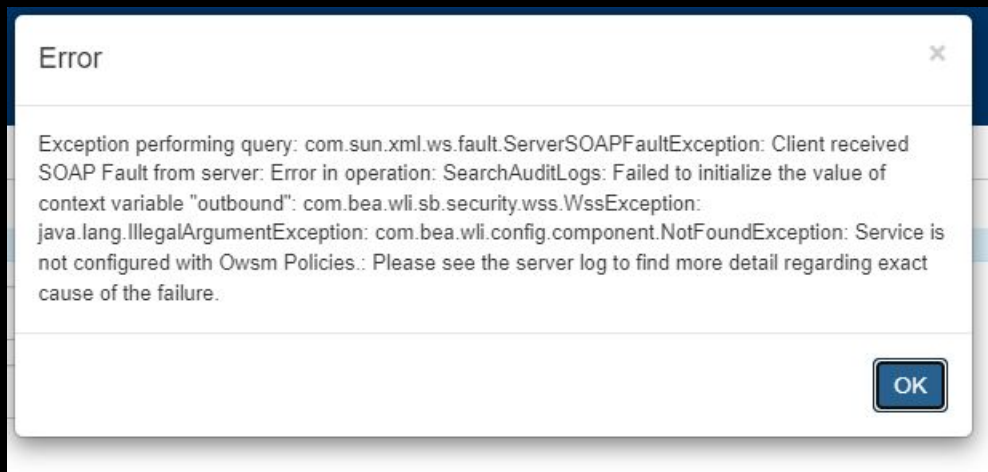 Error
×
Exception performing query: com.sun.xml.ws.fault.ServerSOAPFaultException: Client received
SOAP Fault from server: Error in operation: SearchAuditLogs: Failed to initialize the value of
context variable "outbound": com.bea.wli.sb.security.wss.WssException:
java.lang.IllegalArgumentException: com.bea.wli.config.component.NotFoundException: Service is
not configured with Owsm Policies.: Please see the server log to find more detail regarding exact
cause of the failure.
OK